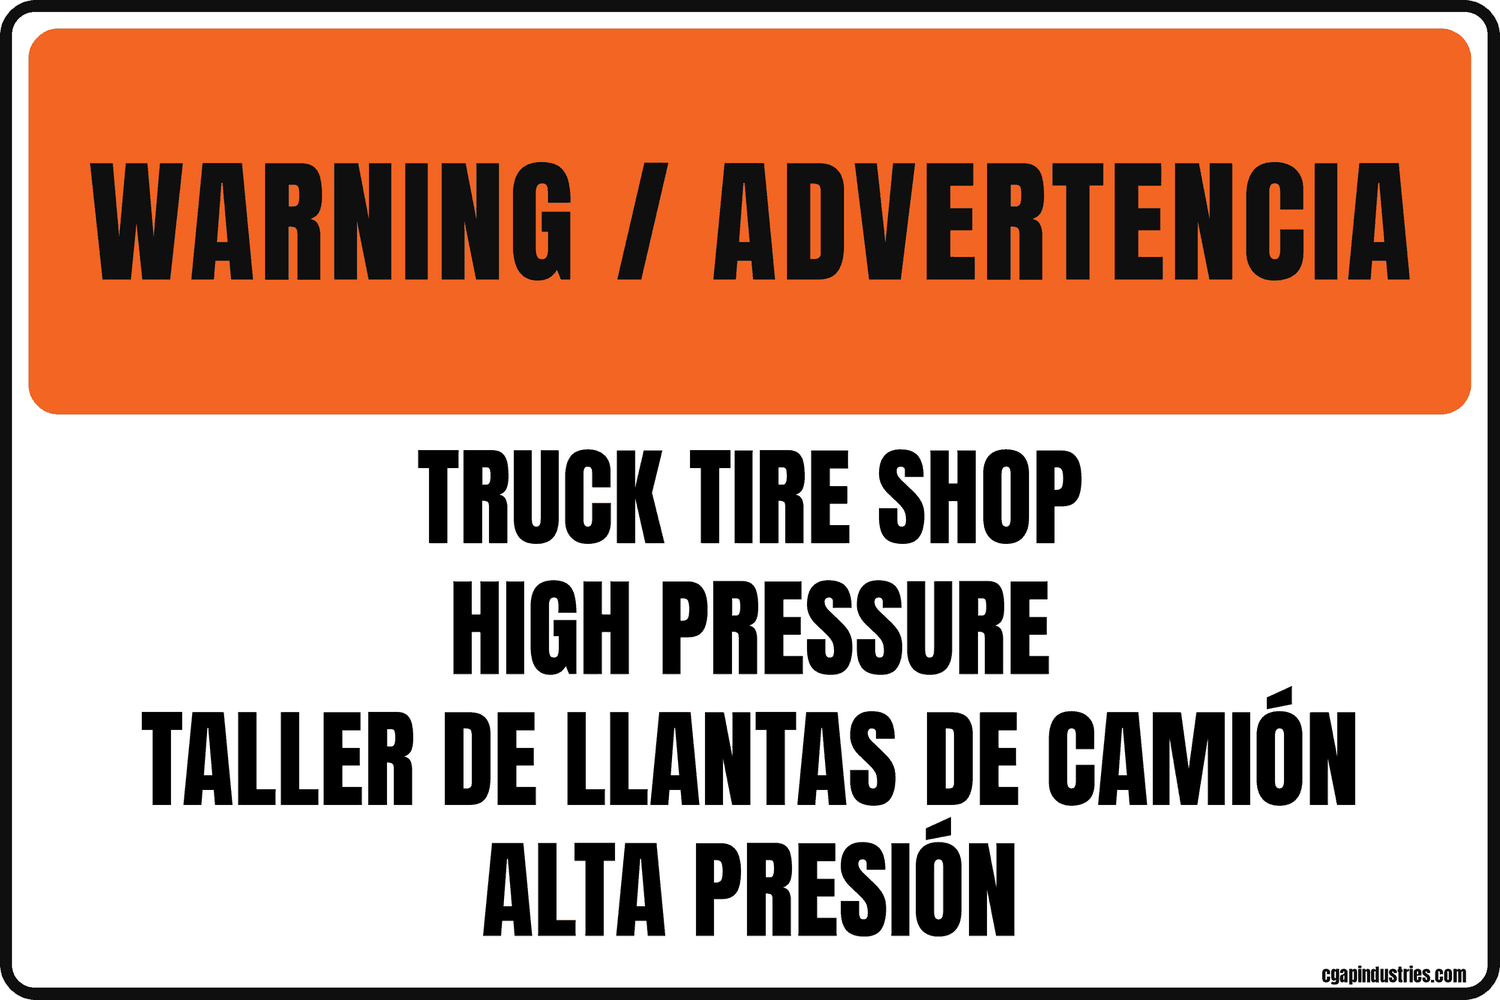 WARNING / ADVERTENCIA
TRUCK TIRE SHOP
HIGH PRESSURE
TALLER DE LLANTAS DE CAMIÓN
ALTA PRESIÓN
cgapindustries.com